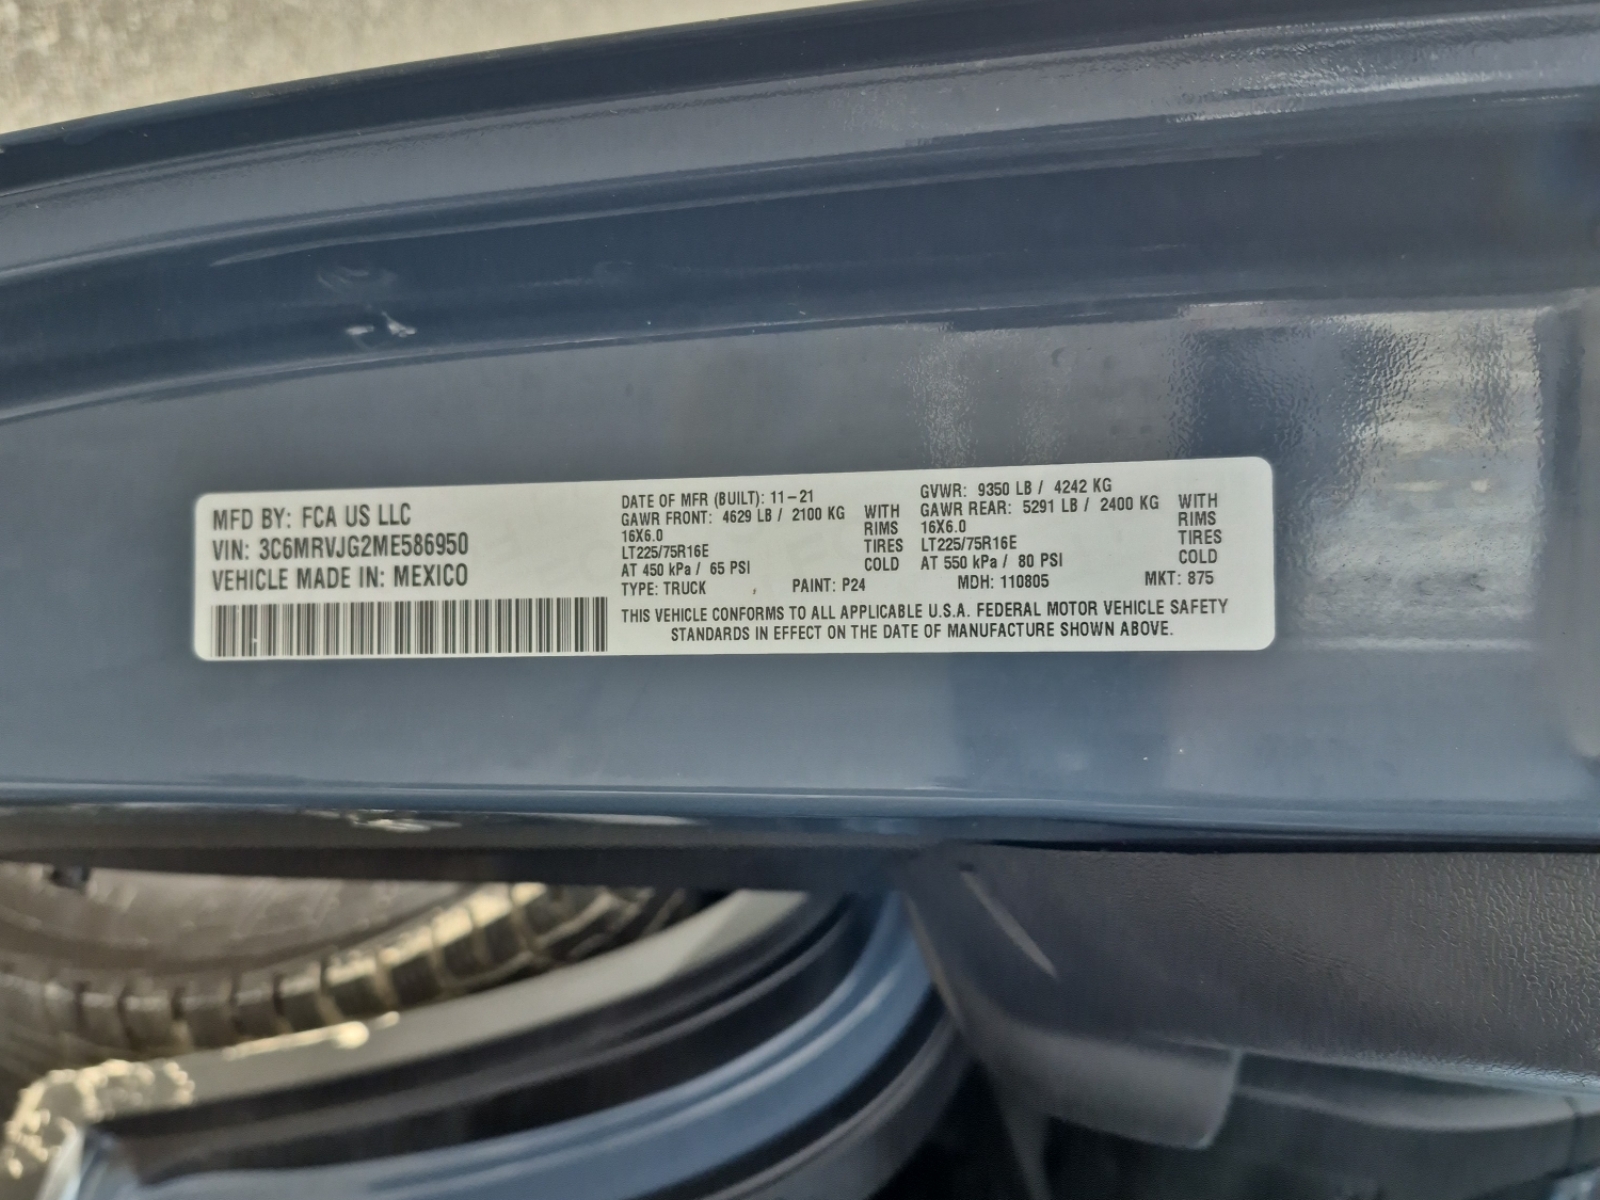 MFD BY: FCA US LLC
VIN: 3C6MRVJG2ME586950
VEHICLE MADE IN: MEXICO
DATE OF MFR (BUILT): 11-21
GAWR FRONT: 4629 LB / 2100 KG WITH
16X6.0 RIMS
LT225/75R16E TIRES
AT 450 kPa / 65 PSI COLD
GVWR: 9350 LB / 4242 KG
GAWR REAR: 5291 LB / 2400 KG WITH
16X6.0 RIMS
LT225/75R16E TIRES
AT 550 kPa / 80 PSI COLD
TYPE: TRUCK , PAINT: P24 MDH: 110805 MKT: 875
THIS VEHICLE CONFORMS TO ALL APPLICABLE U.S.A. FEDERAL MOTOR VEHICLE SAFETY
STANDARDS IN EFFECT ON THE DATE OF MANUFACTURE SHOWN ABOVE.